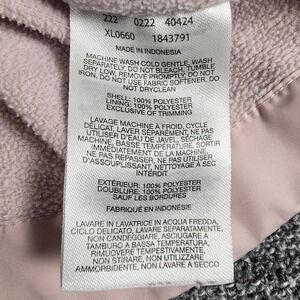 222 0222 40424
XL0660 1843791
MADE IN INDONESIA
MACHINE WASH COLD GENTLE, WASH
SEPARATELY, DO NOT BLEACH, TUMBLE
DRY LOW, REMOVE PROMPTLY, DO NOT
IRON, DO NOT USE FABRIC SOFTENER, DO
NOT DRYCLEAN
SHELL: 100% POLYESTER
LINING: 100% POLYESTER
EXCLUSIVE OF TRIMMING
LAVAGE MACHINE À FROID, CYCLE
DÉLICAT, LAVER SÉPARÉMENT, NE PAS
UTILISER D'EAU DE JAVEL, SÉCHAGE
MACHINE, BASSE TEMPÉRATURE, SORTIR
SANS DÉLAI, NE PAS
REPASSER, NE PAS UTILISER
D'ASSOUPLISSANT, NETTOYAGE À SEC
INTERDIT
EXTÉRIEUR: 100% POLYESTER
DOUBLURE: 100% POLYESTER
SAUF LES BORDURES
FABRIQUÉ EN INDONÉSIE
LAVARE IN LAVATRICE IN ACQUA FREDDA,
CICLO DELICATO, LAVARE SEPARATAMENTE,
NON CANDEGGIARE, ASCIUGARE A
TAMBURO A BASSA TEMPERATURA,
RIMUOVERE TEMPESTIVAMENTE,
NON STIRARE, NON UTILIZZARE
AMMORBIDENTE, NON LAVARE A SECCO